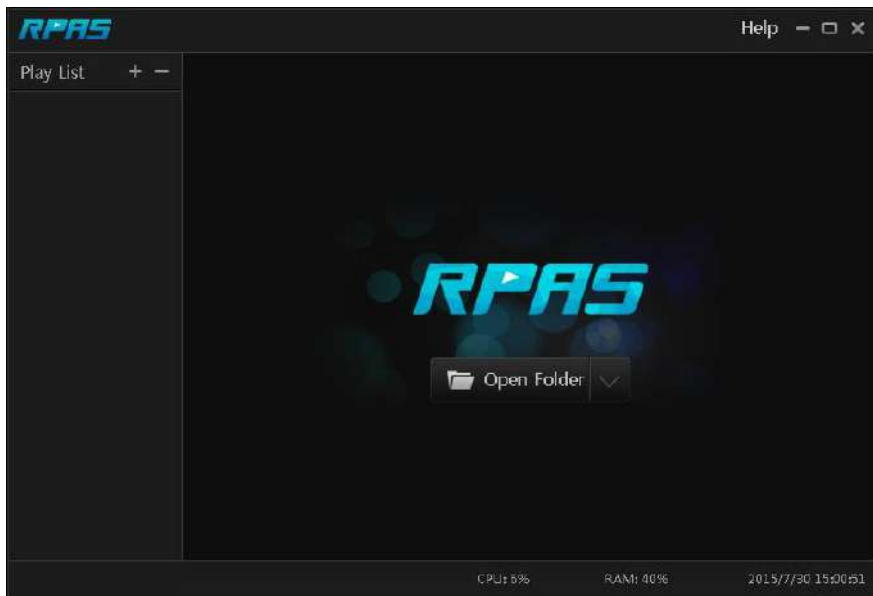 RPAS
Help
Play List
RPAS
Open Folder
CPU: 6% RAM: 40% 2015/7/30 15:00:51